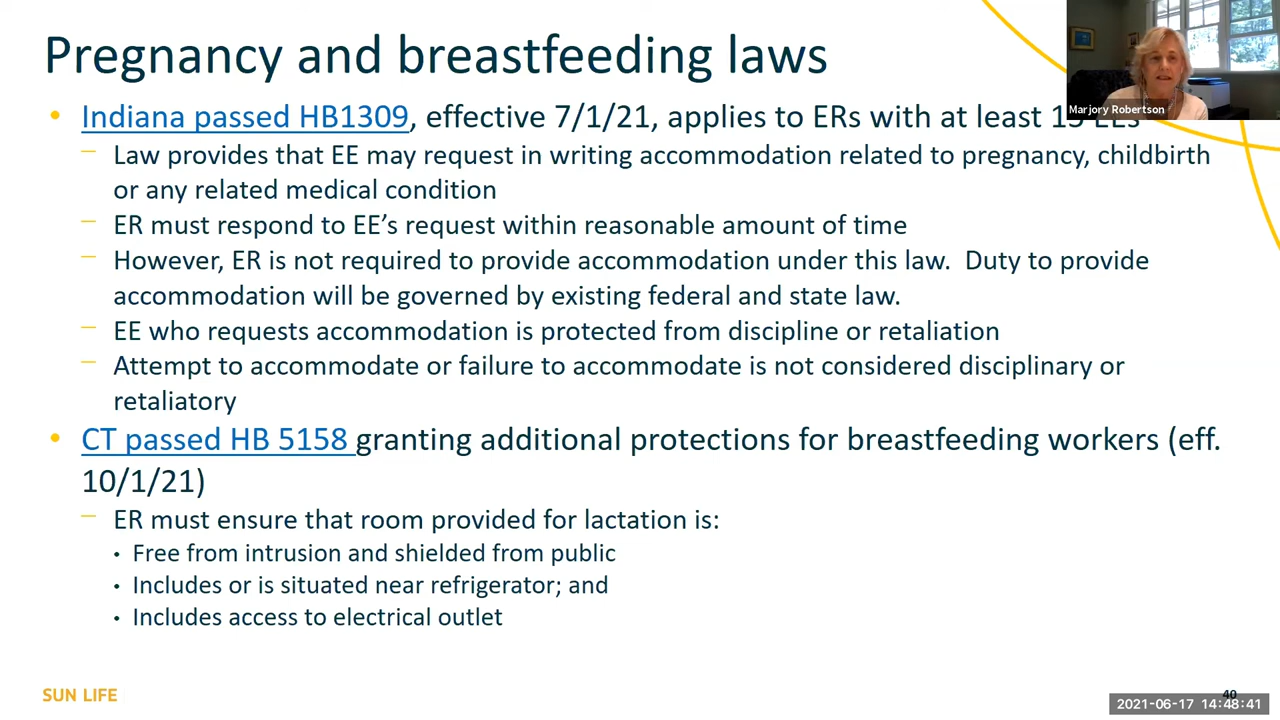 Pregnancy and breastfeeding laws
Marjory Robertson
• Indiana passed HB1309, effective 7/1/21, applies to ERs with at least 15 EEs
– Law provides that EE may request in writing accommodation related to pregnancy, childbirth
or any related medical condition
– ER must respond to EE’s request within reasonable amount of time
– However, ER is not required to provide accommodation under this law.  Duty to provide
accommodation will be governed by existing federal and state law.
– EE who requests accommodation is protected from discipline or retaliation
– Attempt to accommodate or failure to accommodate is not considered disciplinary or
retaliatory
• CT passed HB 5158 granting additional protections for breastfeeding workers (eff.
10/1/21)
– ER must ensure that room provided for lactation is:
• Free from intrusion and shielded from public
• Includes or is situated near refrigerator; and
• Includes access to electrical outlet
SUN LIFE
40
2021-06-17 14:48:41